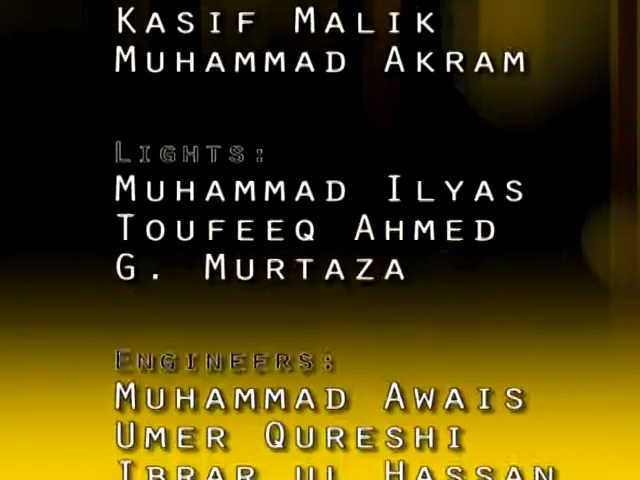 KASIF MALIK
MUHAMMAD AKRAM
LIGHTS:
MUHAMMAD ILYAS
TOUFEEQ AHMED
G. MURTAZA
ENGINEERS:
MUHAMMAD AWAIS
UMER QURESHI
IBRAR UL HASSAN